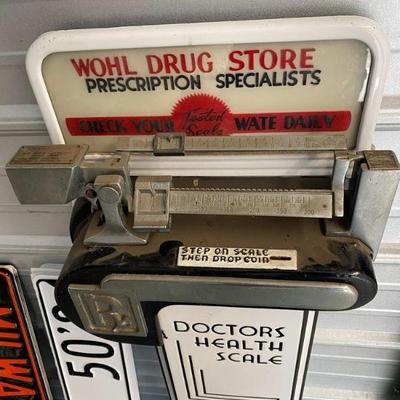 WOHL DRUG STORE
PRESCRIPTION SPECIALISTS
CHECK YOUR Tested Scale WATE DAILY
STEP ON SCALE
THEN DROP COIN
Rx
DOCTORS
HEALTH
SCALE
50'